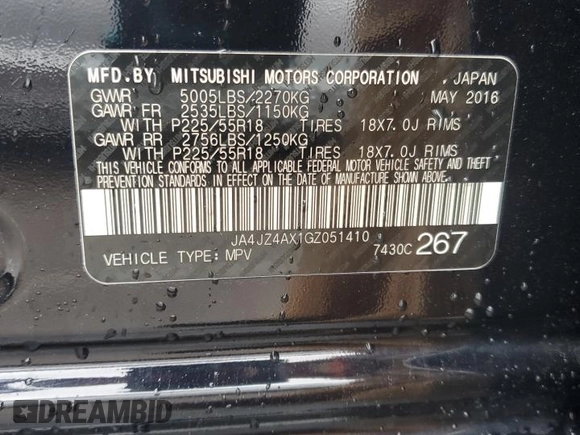 MFD.BY MITSUBISHI MOTORS CORPORATION JAPAN
GVWR 5005LBS/2270KG MAY 2016
GAWR FR 2535LBS/1150KG
WITH P225/55R18 TIRES 18X7.0J RIMS
GAWR RR 2756LBS/1250KG
WITH P225/55R18 TIRES 18X7.0J RIMS
THIS VEHICLE CONFORMS TO ALL APPLICABLE FEDERAL MOTOR VEHICLE SAFETY AND THEFT
PREVENTION STANDARDS IN EFFECT ON THE DATE OF MANUFACTURE SHOWN ABOVE.
JA4JZ4AX1GZ051410
VEHICLE TYPE: MPV 7430C 267
DREAMBID